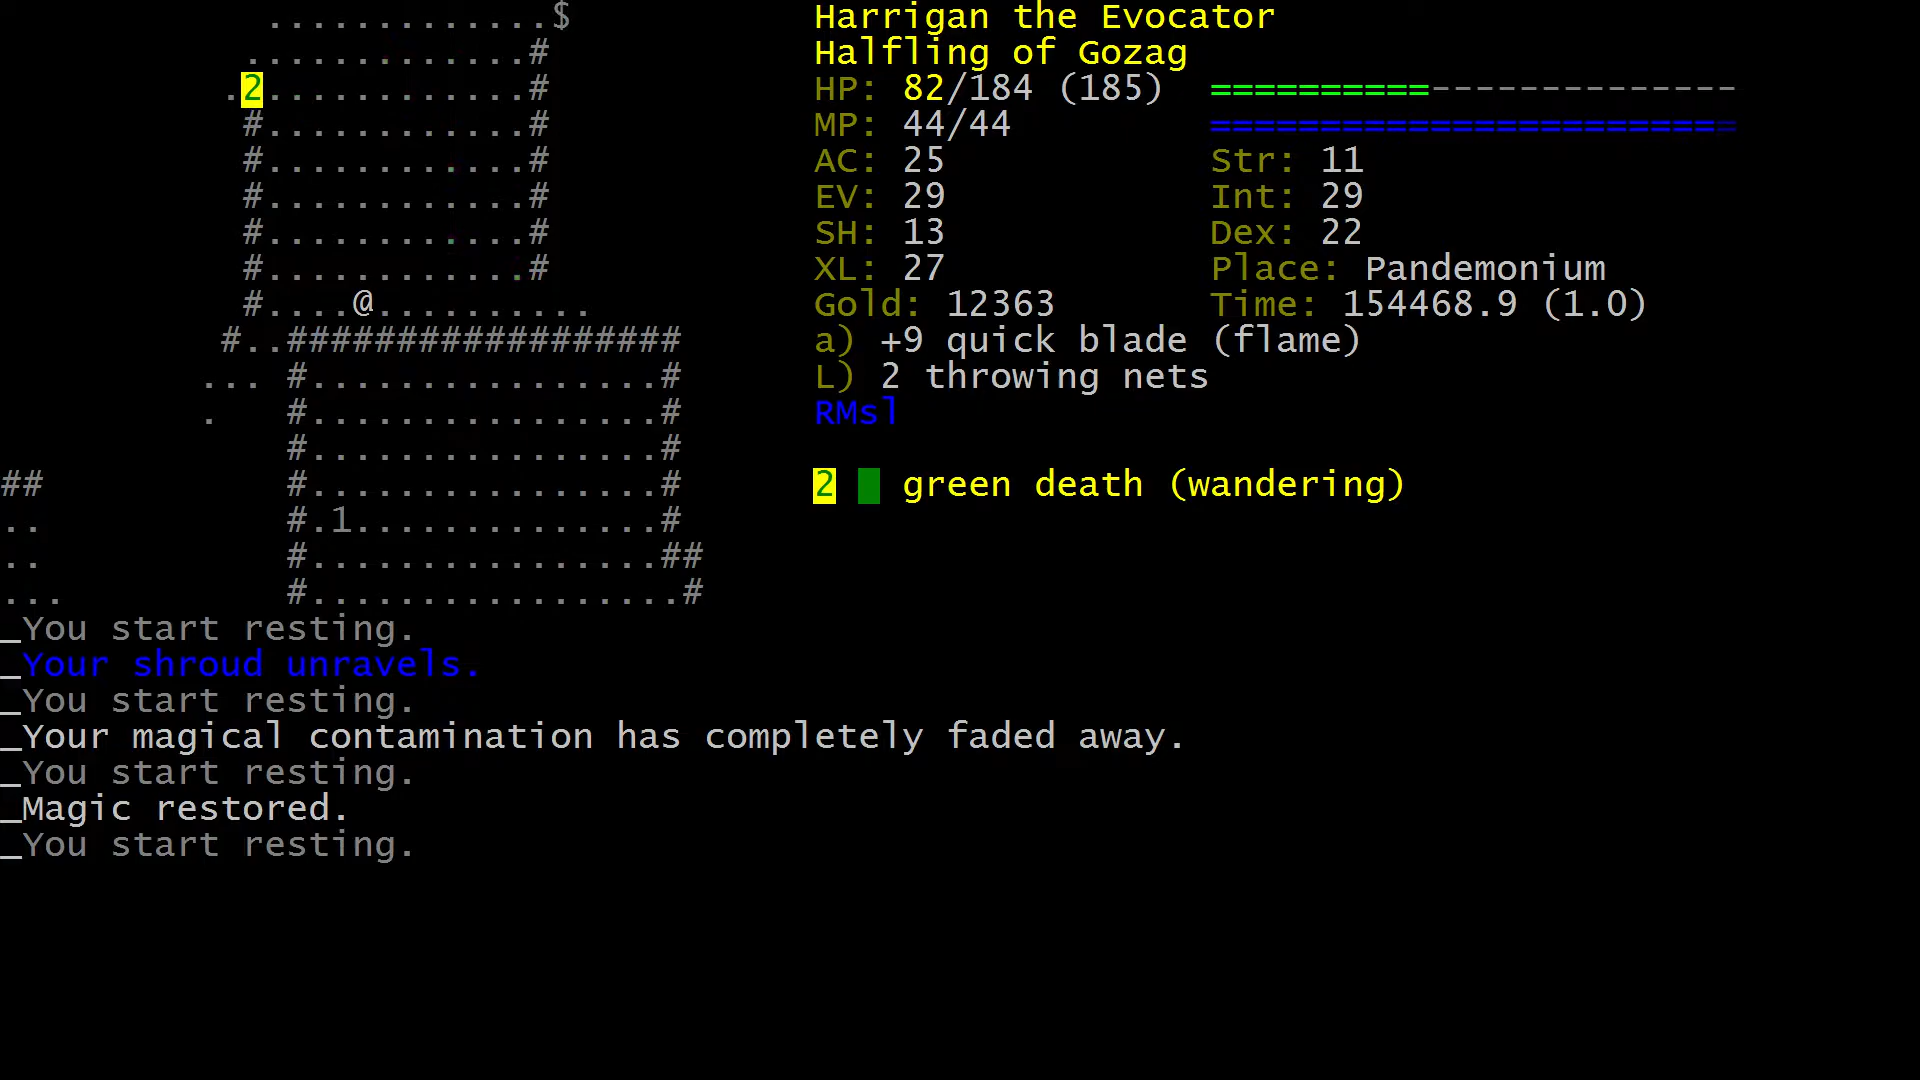 .............$ Harrigan the Evocator
.............# Halfling of Gozag
.2............# HP: 82/184 (185) ==========--------------
#............# MP: 44/44 ========================
#............# AC: 25 Str: 11
#............# EV: 29 Int: 29
#............# SH: 13 Dex: 22
#............# XL: 27 Place: Pandemonium
#....@.......... Gold: 12363 Time: 154468.9 (1.0)
#..################## a) +9 quick blade (flame)
... #................# L) 2 throwing nets
. #................# RMsl
#................#
## #................# 2 green death (wandering)
.. #.1..............#
.. #................##
... #.................#
_You start resting.
_Your shroud unravels.
_You start resting.
_Your magical contamination has completely faded away.
_You start resting.
_Magic restored.
_You start resting.